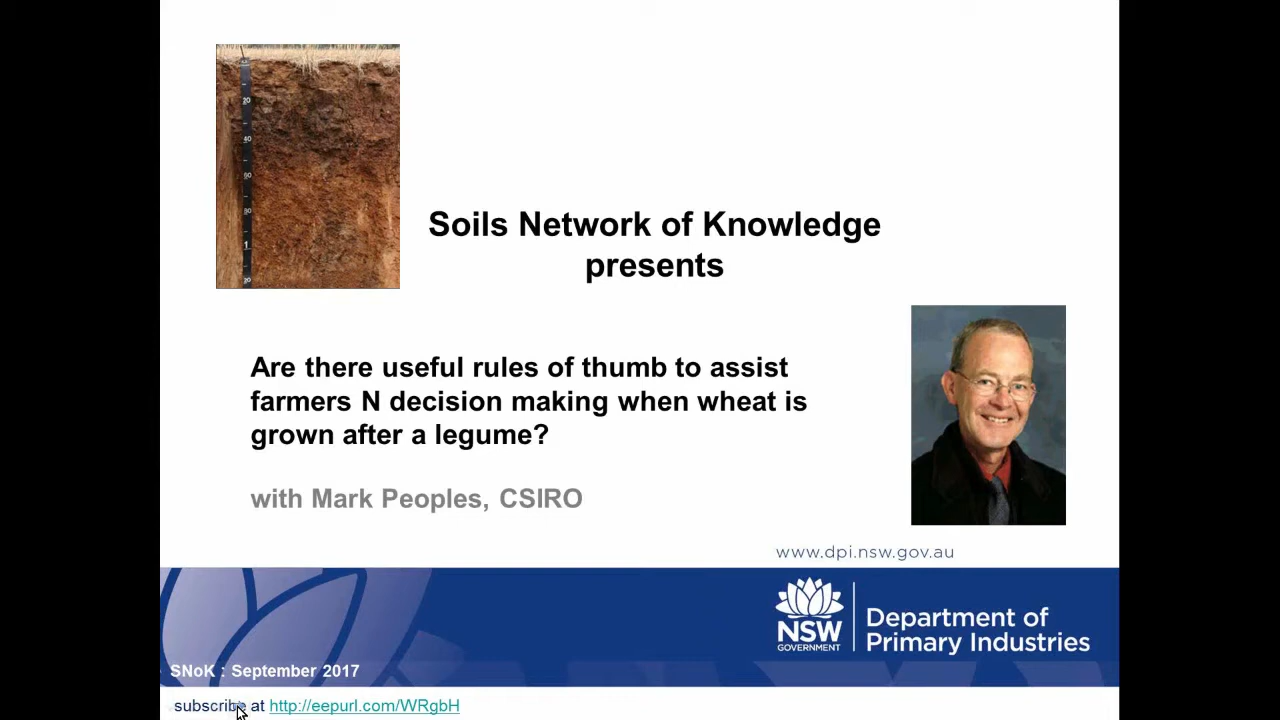 Soils Network of Knowledge
presents
Are there useful rules of thumb to assist
farmers N decision making when wheat is
grown after a legume?
with Mark Peoples, CSIRO
www.dpi.nsw.gov.au
NSW
GOVERNMENT
Department of
Primary Industries
SNoK : September 2017
subscribe at http://eepurl.com/WRgbH